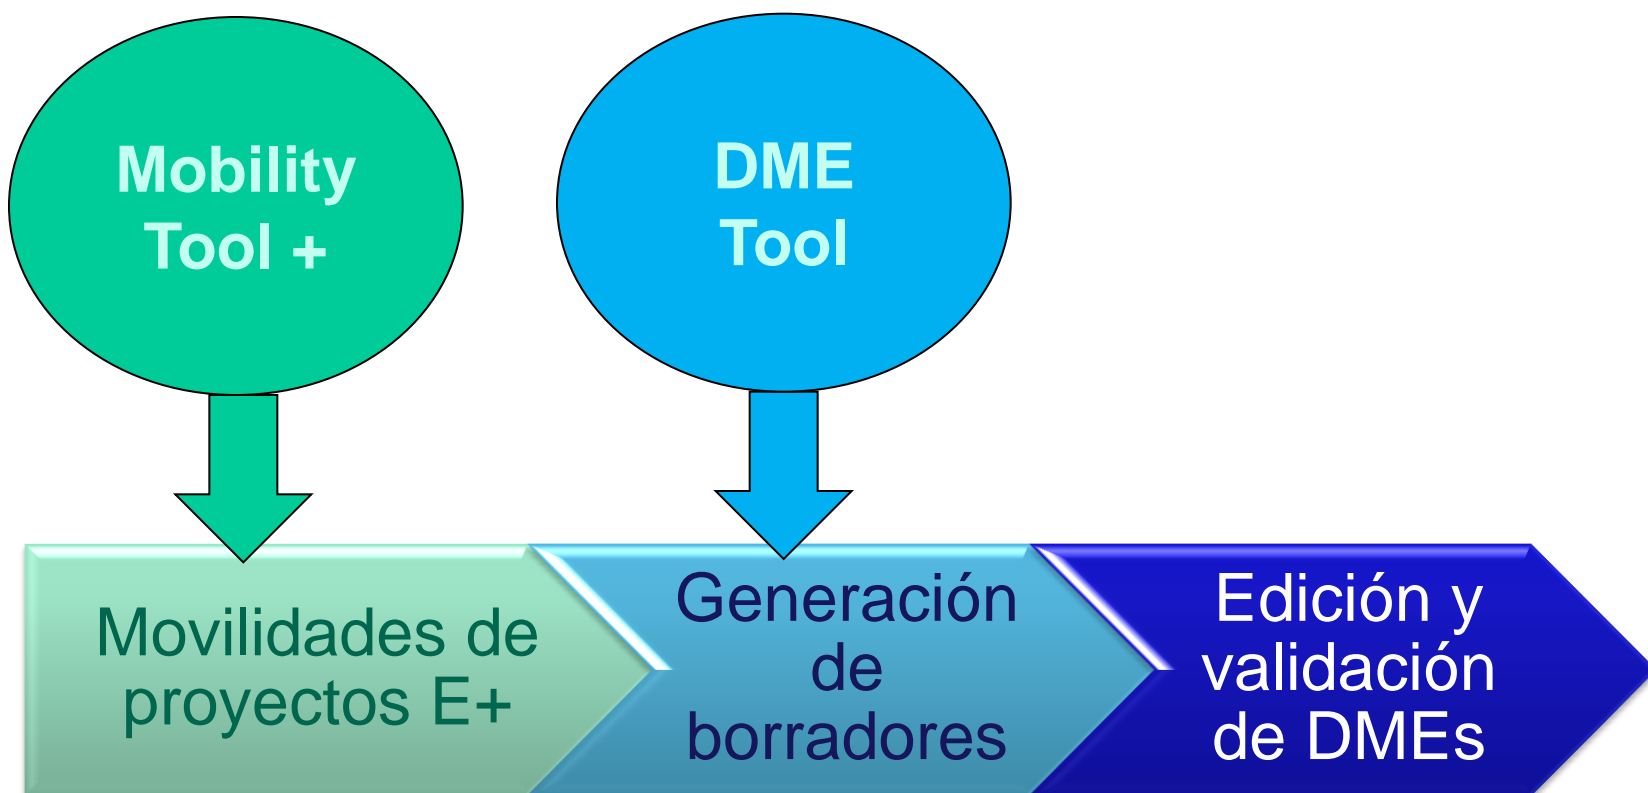 Mobility
Tool +
DME
Tool
Movilidades de
proyectos E+
Generación
de
borradores
Edición y
validación
de DMEs